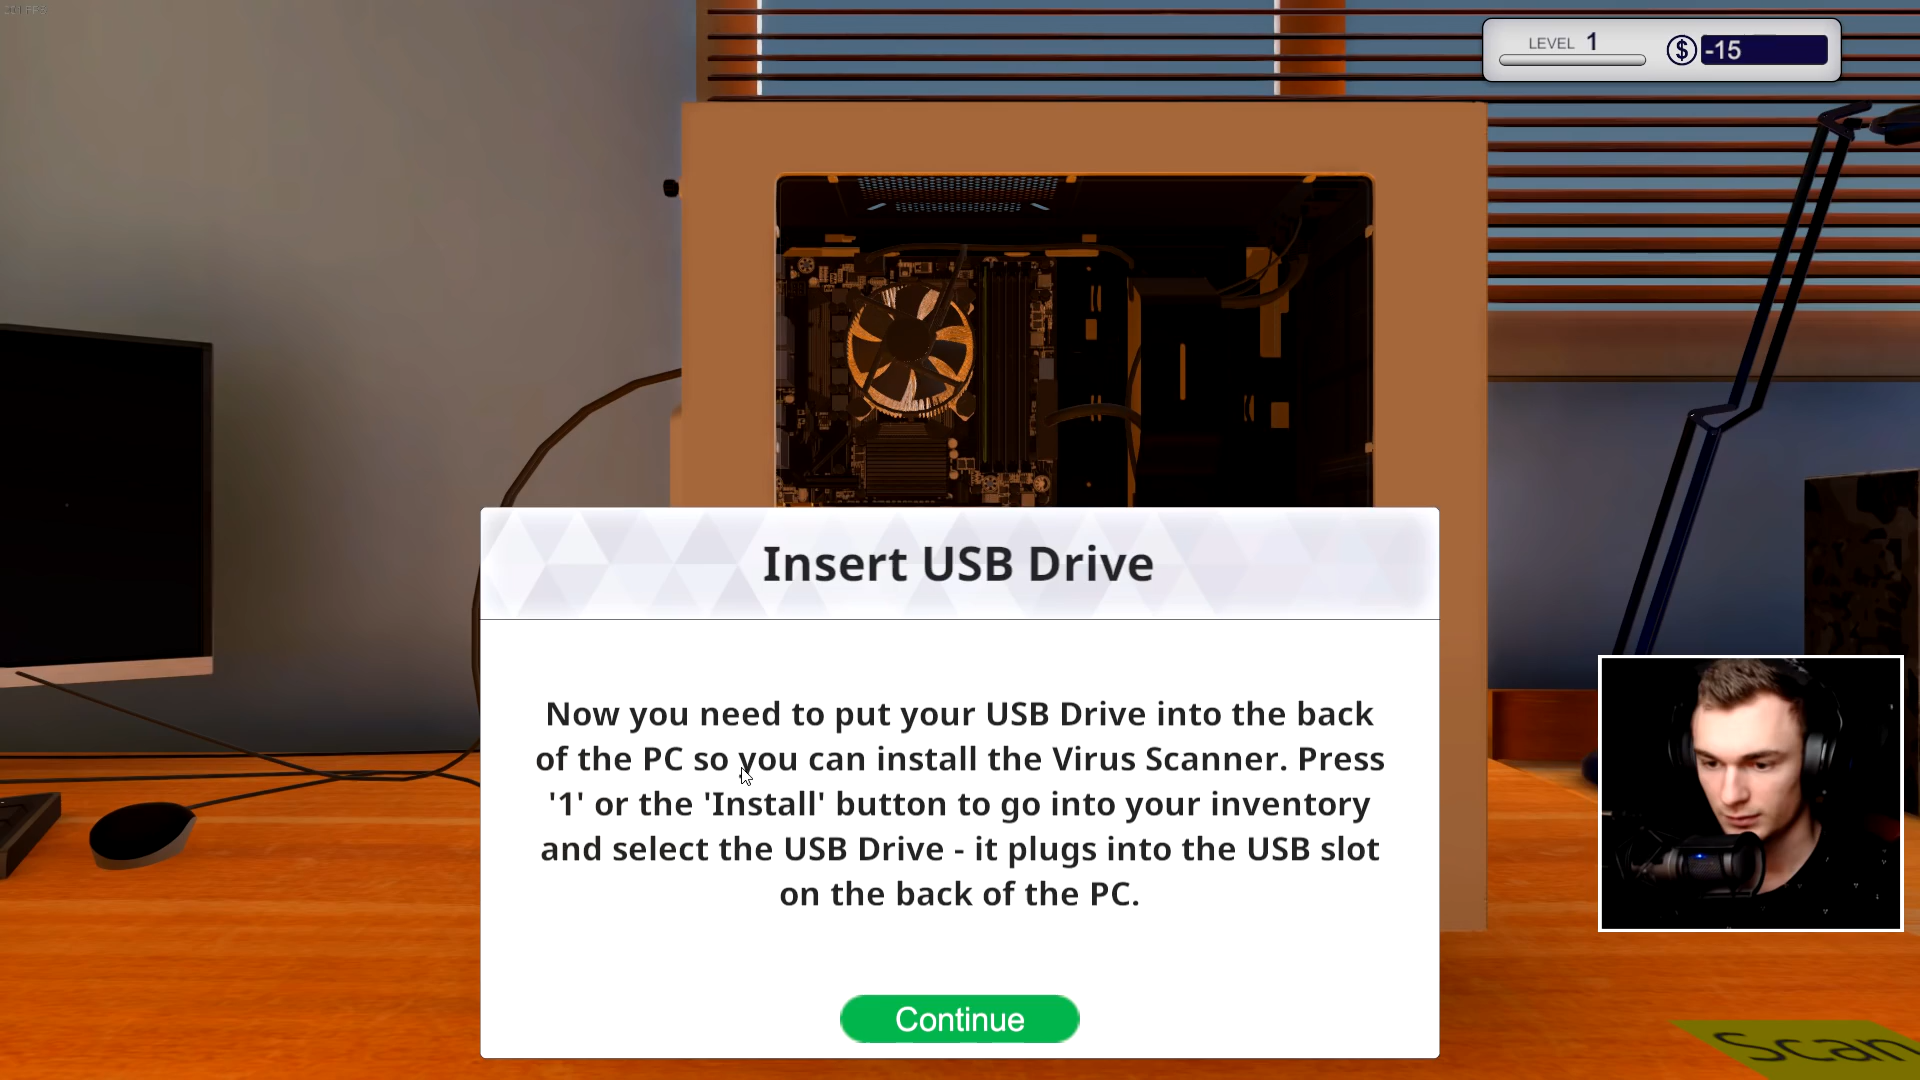 LEVEL 1
$ -15
Insert USB Drive
Now you need to put your USB Drive into the back
of the PC so you can install the Virus Scanner. Press
'1' or the 'Install' button to go into your inventory
and select the USB Drive - it plugs into the USB slot
on the back of the PC.
Continue
Scan